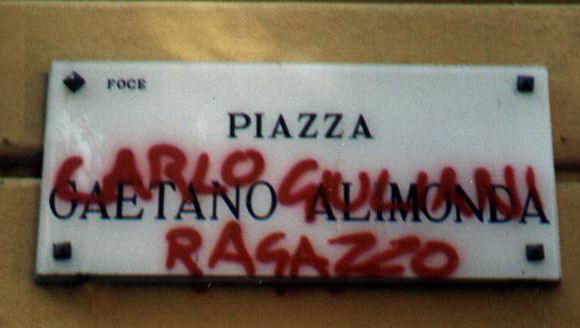 FOCE
PIAZZA
CARLO GIULIANI
GAETANO ALIMONDA
RAGAZZO